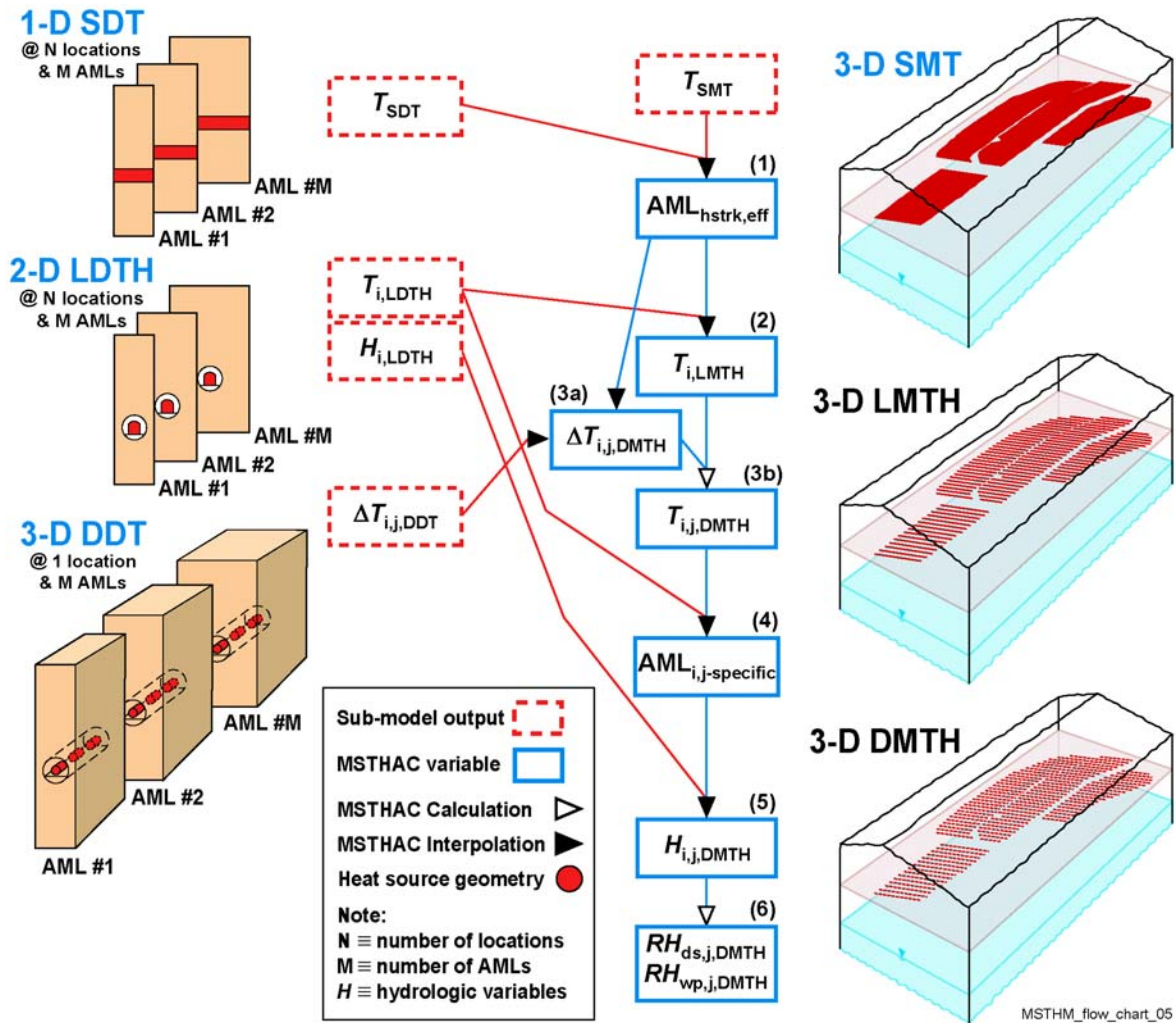 1-D SDT
@ N locations
& M AMLs
AML #M
AML #2
AML #1
2-D LDTH
@ N locations
& M AMLs
AML #M
AML #2
AML #1
3-D DDT
@ 1 location
& M AMLs
AML #M
AML #2
AML #1
T_SDT
T_SMT
(1)
AML_hstrk,eff
T_i,LDTH
H_i,LDTH
(2)
T_i,LMTH
(3a)
ΔT_i,j,DMTH
(3b)
ΔT_i,j,DDT
T_i,j,DMTH
(4)
AML_i,j-specific
(5)
H_i,j,DMTH
(6)
RH_ds,j,DMTH
RH_wp,j,DMTH
Sub-model output
MSTHAC variable
MSTHAC Calculation
MSTHAC Interpolation
Heat source geometry
Note:
N ≡ number of locations
M ≡ number of AMLs
H ≡ hydrologic variables
3-D SMT
3-D LMTH
3-D DMTH
MSTHM_flow_chart_05